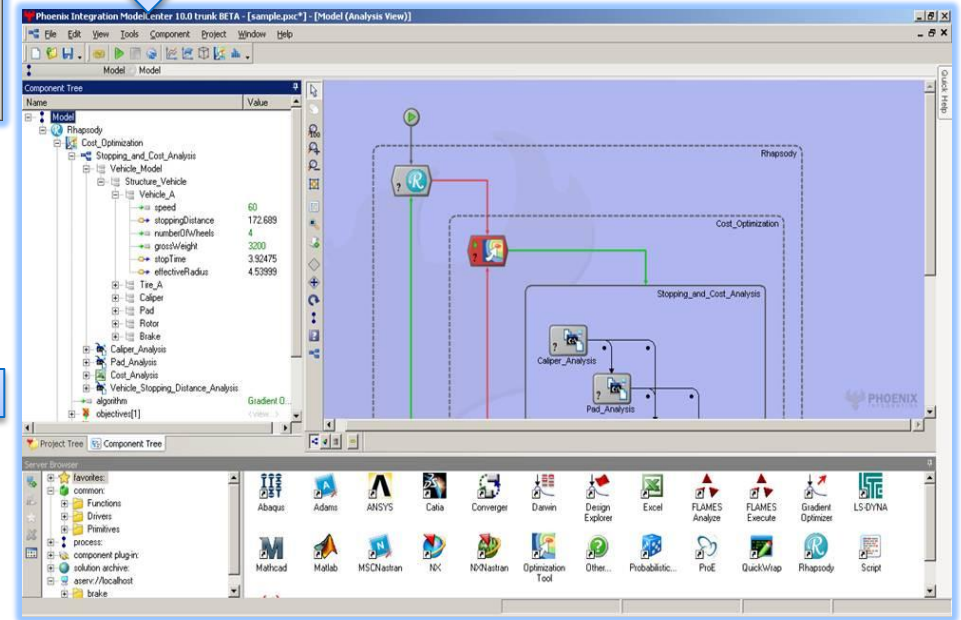 Phoenix Integration ModelCenter 10.0 trunk BETA - [sample.pxc*] - [Model (Analysis View)]
File Edit View Tools Component Project Window Help
Model Model
Quick Help
Component Tree
Name Value
Model
Rhapsody
Cost_Optimization
Stopping_and_Cost_Analysis
Vehicle_Model
Structure_Vehicle
Vehicle_A
speed 60
stoppingDistance 172.689
numberOfWheels 4
grossWeight 3200
stopTime 3.92475
effectiveRadius 4.53999
Tire_A
Caliper
Pad
Rotor
Brake
Caliper_Analysis
Pad_Analysis
Cost_Analysis
Vehicle_Stopping_Distance_Analysis
algorithm Gradient O...
objectives[1] <view...>
Project Tree Component Tree
Rhapsody
Cost_Optimization
Stopping_and_Cost_Analysis
Caliper_Analysis
Pad_Analysis
PHOENIX
INTEGRATION
Server Browser
favorites:
common:
Functions
Drivers
Primitives
process:
component plug-in:
solution archive:
aserv://localhost
brake
Abaqus Adams ANSYS Catia Converger Darwin Design Explorer Excel FLAMES Analyze FLAMES Execute Gradient Optimizer LS-DYNA
Mathcad Matlab MSCNastran NX NXNastran Optimization Tool Other... Probabilistic... ProE QuickWrap Rhapsody Script